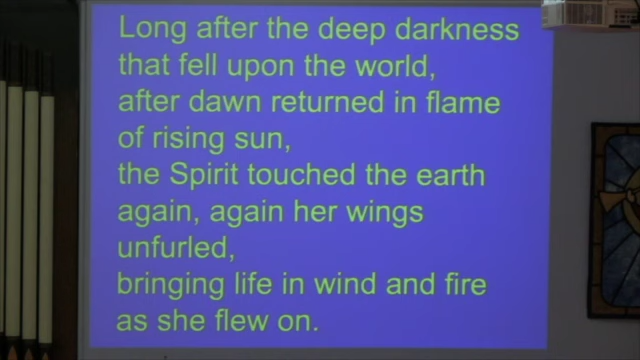 Long after the deep darkness
that fell upon the world,
after dawn returned in flame
of rising sun,
the Spirit touched the earth
again, again her wings
unfurled,
bringing life in wind and fire
as she flew on.